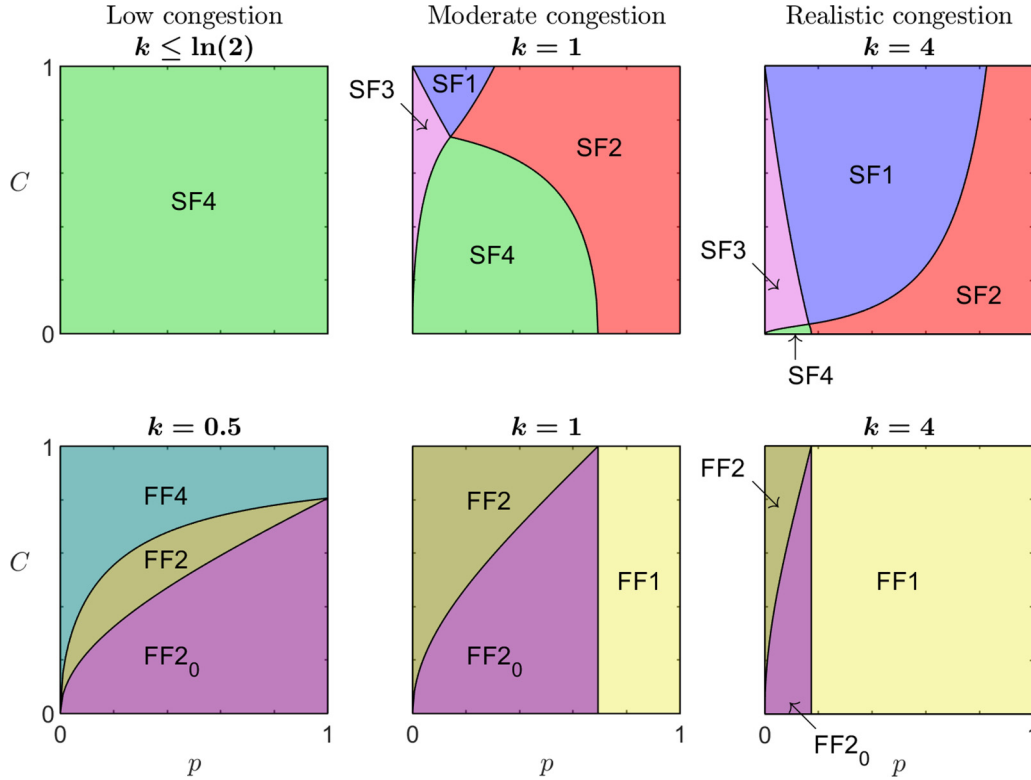 Low congestion
k ≤ ln(2)
Moderate congestion
k = 1
Realistic congestion
k = 4
1
C
0
SF4
SF3
SF1
SF2
SF4
SF1
SF3
SF2
SF4
k = 0.5
k = 1
k = 4
1
C
0
FF4
FF2
FF2₀
0
1
p
FF2
FF1
FF2₀
0
1
p
FF2
FF1
FF2₀
0
1
p